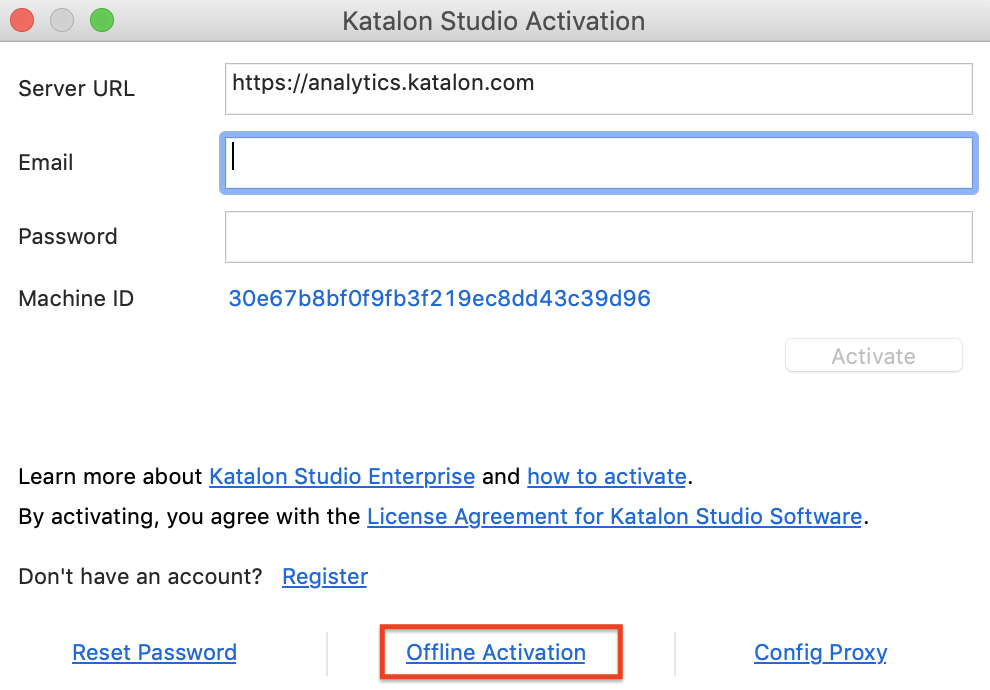 Katalon Studio Activation
Server URL https://analytics.katalon.com
Email
Password
Machine ID 30e67b8bf0f9fb3f219ec8dd43c39d96
Activate
Learn more about Katalon Studio Enterprise and how to activate.
By activating, you agree with the License Agreement for Katalon Studio Software.
Don't have an account? Register
Reset Password Offline Activation Config Proxy